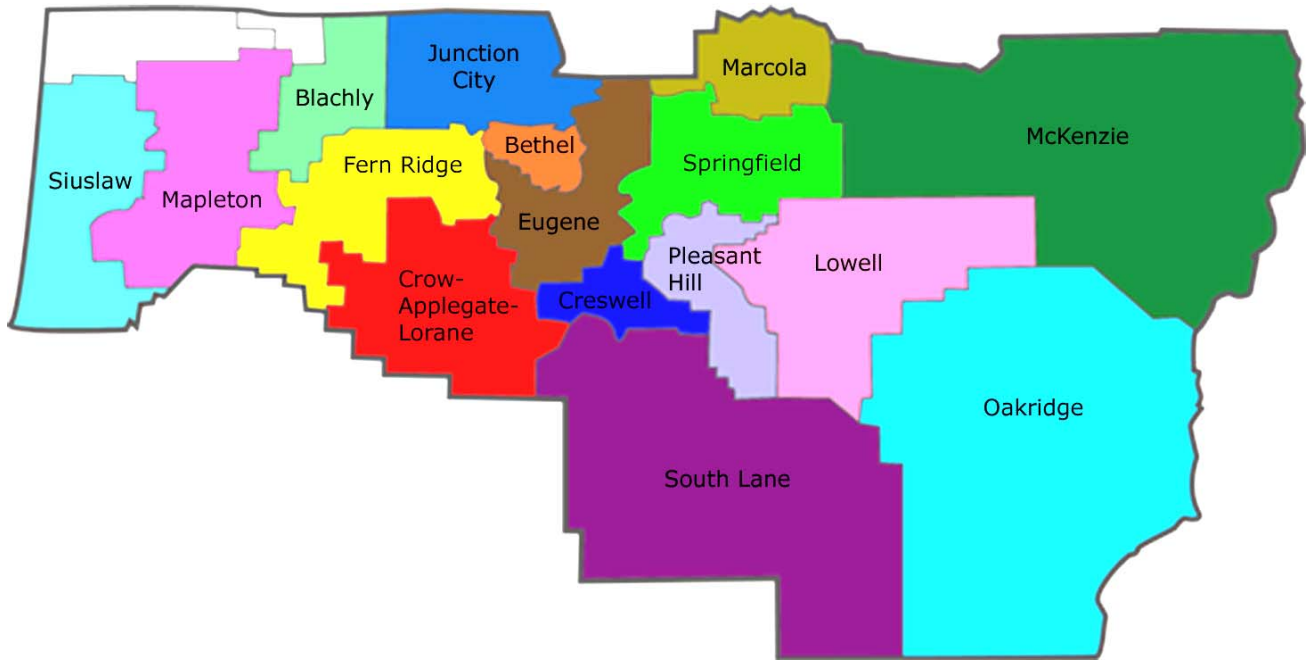 Junction
City
Marcola
Blachly
McKenzie
Bethel
Fern Ridge
Springfield
Siuslaw
Mapleton
Eugene
Pleasant
Hill
Lowell
Crow-
Applegate-
Lorane
Creswell
Oakridge
South Lane